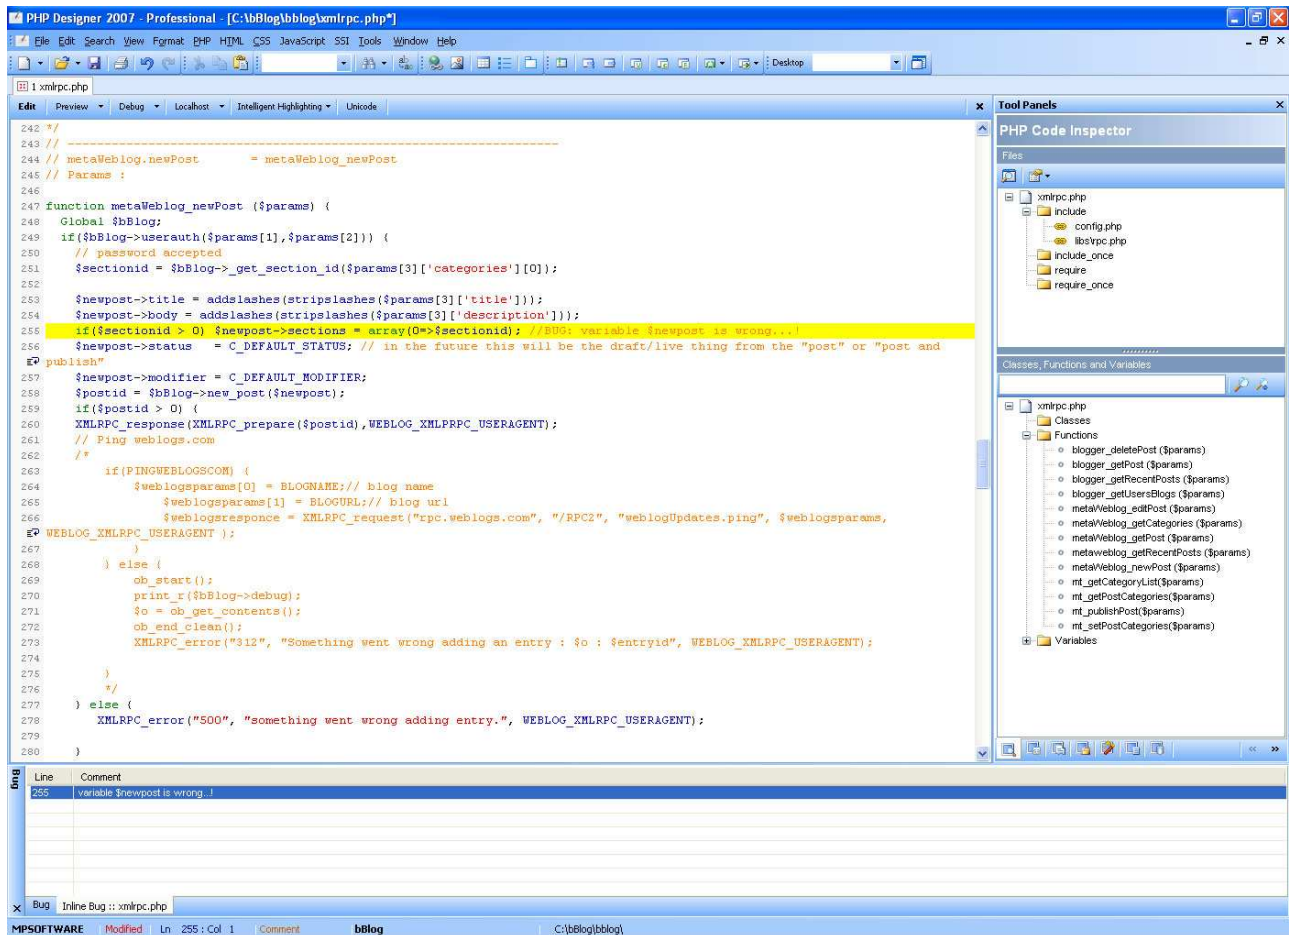 PHP Designer 2007 - Professional - [C:\bBlog\bblog\xmlrpc.php*]
File Edit Search View Format PHP HTML CSS JavaScript SSI Tools Window Help
Desktop
1 xmlrpc.php
Edit Preview Debug Localhost Intelligent Highlighting Unicode
242 */
243 // -------------------------------------------------------------------
244 // metaWeblog.newPost = metaWeblog_newPost
245 // Params :
246
247 function metaWeblog_newPost ($params) {
248 Global $bBlog;
249 if($bBlog->userauth($params[1],$params[2])) {
250 // password accepted
251 $sectionid = $bBlog->_get_section_id($params[3]['categories'][0]);
252
253 $newpost->title = addslashes(stripslashes($params[3]['title']));
254 $newpost->body = addslashes(stripslashes($params[3]['description']));
255 if($sectionid > 0) $newpost->sections = array(0=>$sectionid); //BUG: variable $newpost is wrong...!
256 $newpost->status = C_DEFAULT_STATUS; // in the future this will be the draft/live thing from the "post" or "post and
publish"
257 $newpost->modifier = C_DEFAULT_MODIFIER;
258 $postid = $bBlog->new_post($newpost);
259 if($postid > 0) {
260 XMLRPC_response(XMLRPC_prepare($postid),WEBLOG_XMLPRPC_USERAGENT);
261 // Ping weblogs.com
262 /*
263 if(PINGWEBLOGSCOM) {
264 $weblogsparams[0] = BLOGNAME;// blog name
265 $weblogsparams[1] = BLOGURL;// blog url
266 $weblogsresponce = XMLRPC_request("rpc.weblogs.com", "/RPC2", "weblogUpdates.ping", $weblogsparams,
WEBLOG_XMLRPC_USERAGENT );
267 }
268 } else {
269 ob_start();
270 print_r($bBlog->debug);
271 $o = ob_get_contents();
272 ob_end_clean();
273 XMLRPC_error("312", "Something went wrong adding an entry : $o : $entryid", WEBLOG_XMLRPC_USERAGENT);
274
275 }
276 */
277 } else {
278 XMLRPC_error("500", "something went wrong adding entry.", WEBLOG_XMLRPC_USERAGENT);
279
280 }
Tool Panels
PHP Code Inspector
Files
xmlrpc.php
include
config.php
libs\rpc.php
include_once
require
require_once
Classes, Functions and Variables
xmlrpc.php
Classes
Functions
blogger_deletePost ($params)
blogger_getPost ($params)
blogger_getRecentPosts ($params)
blogger_getUsersBlogs ($params)
metaWeblog_editPost ($params)
metaWeblog_getCategories ($params)
metaWeblog_getPost ($params)
metaweblog_getRecentPosts ($params)
metaWeblog_newPost ($params)
mt_getCategoryList($params)
mt_getPostCategories($params)
mt_publishPost($params)
mt_setPostCategories($params)
Variables
Bug
Line Comment
255 variable $newpost is wrong...!
Bug Inline Bug :: xmlrpc.php
MPSOFTWARE Modified Ln 255 : Col 1 Comment bBlog C:\bBlog\bblog\